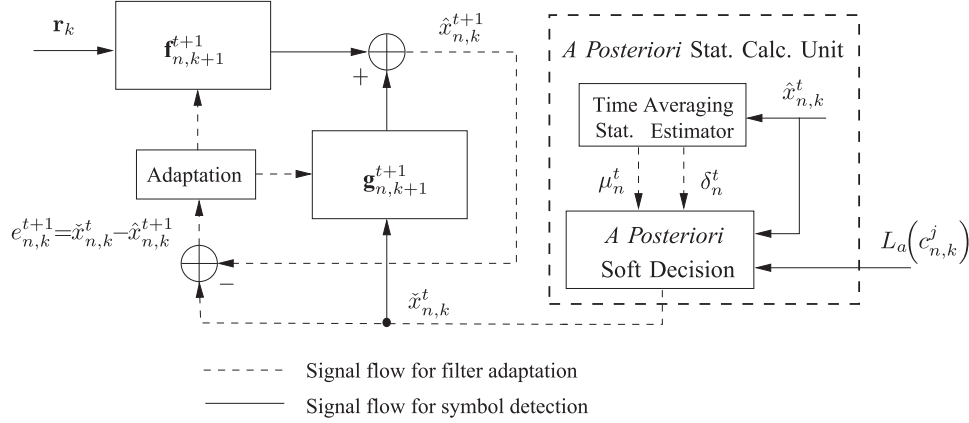 𝐫_k
𝐟^{t+1}_{n,k+1}
+
x̂^{t+1}_{n,k}
A Posteriori Stat. Calc. Unit
Time Averaging
Stat. Estimator
x̂^t_{n,k}
Adaptation
𝐠^{t+1}_{n,k+1}
μ^t_n
δ^t_n
e^{t+1}_{n,k}=x̌^t_{n,k}−x̂^{t+1}_{n,k}
A Posteriori
Soft Decision
L_a(c^j_{n,k})
−
x̌^t_{n,k}
Signal flow for filter adaptation
Signal flow for symbol detection